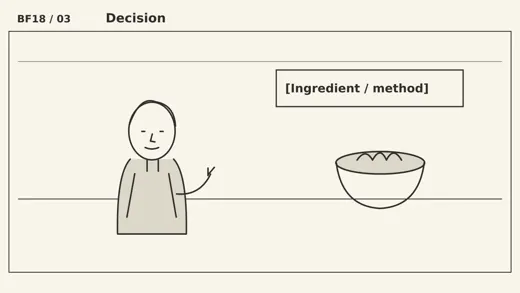 BF18 / 03 Decision
[Ingredient / method]